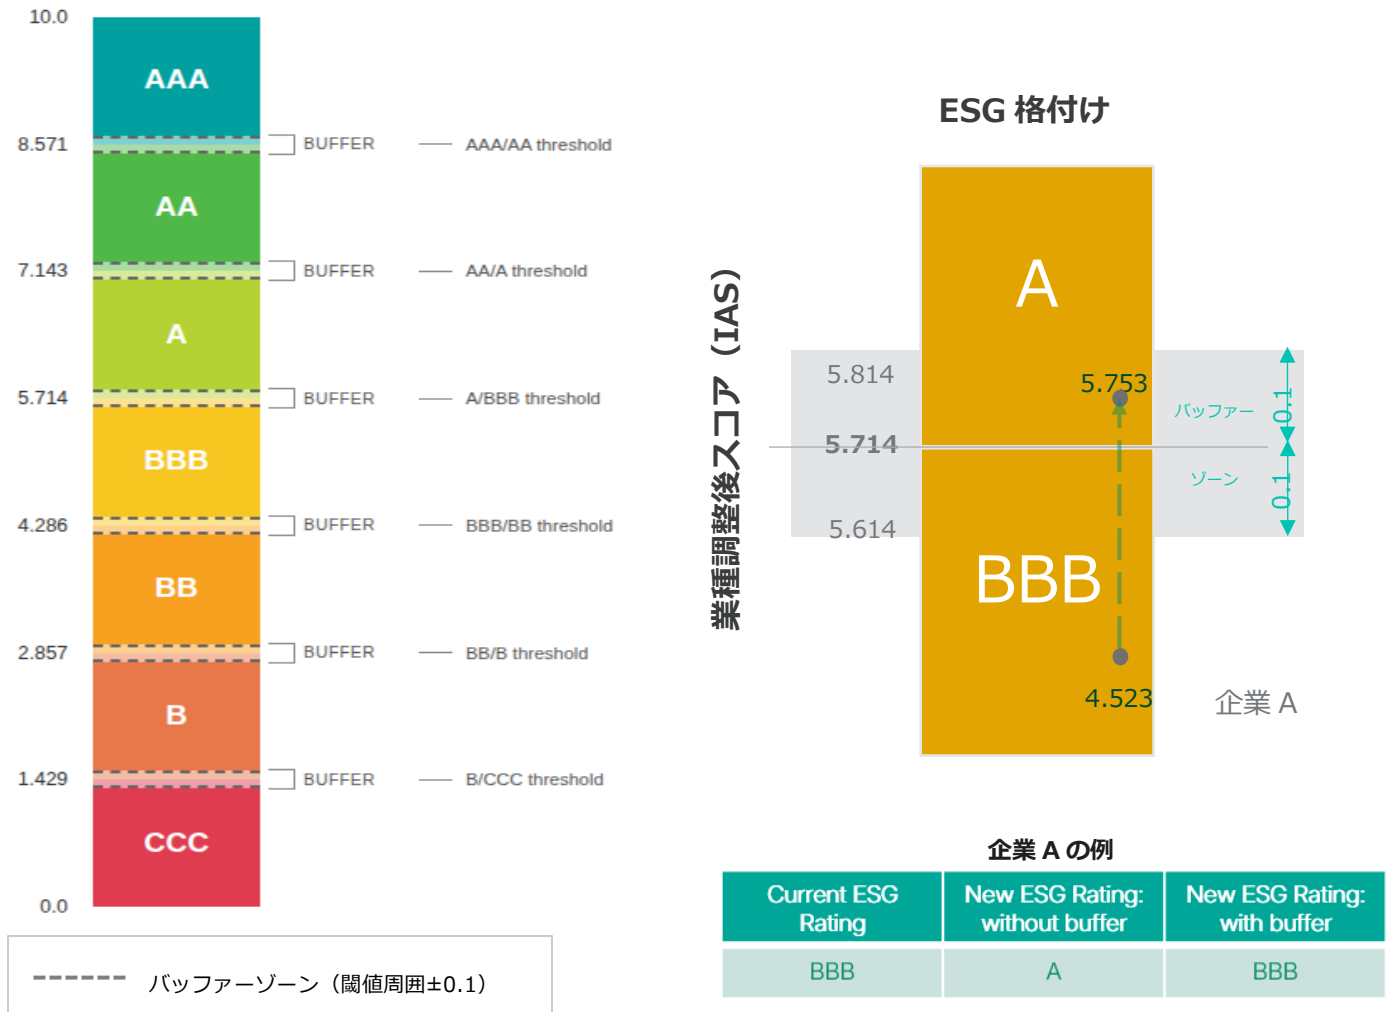 10.0
AAA
8.571
BUFFER
AAA/AA threshold
AA
7.143
BUFFER
AA/A threshold
A
5.714
BUFFER
A/BBB threshold
BBB
4.286
BUFFER
BBB/BB threshold
BB
2.857
BUFFER
BB/B threshold
B
1.429
BUFFER
B/CCC threshold
CCC
0.0
バッファーゾーン（閾値周囲±0.1）
ESG 格付け
業種調整後スコア（IAS）
A
5.814
5.753
バッファー
0.1
5.714
ゾーン
0.1
5.614
BBB
4.523
企業 A
企業 A の例
Current ESG Rating
New ESG Rating: without buffer
New ESG Rating: with buffer
BBB
A
BBB